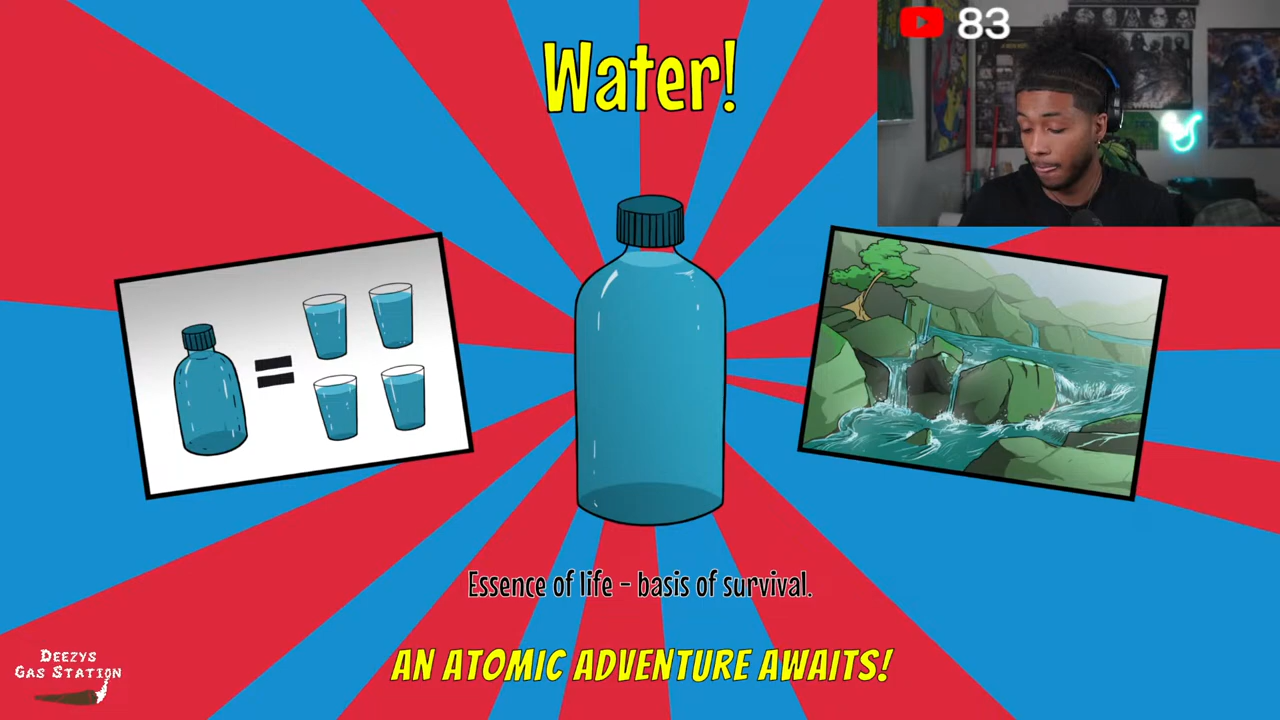 Water!
83
Essence of life - basis of survival.
AN ATOMIC ADVENTURE AWAITS!
DEEZYS
GAS STATION